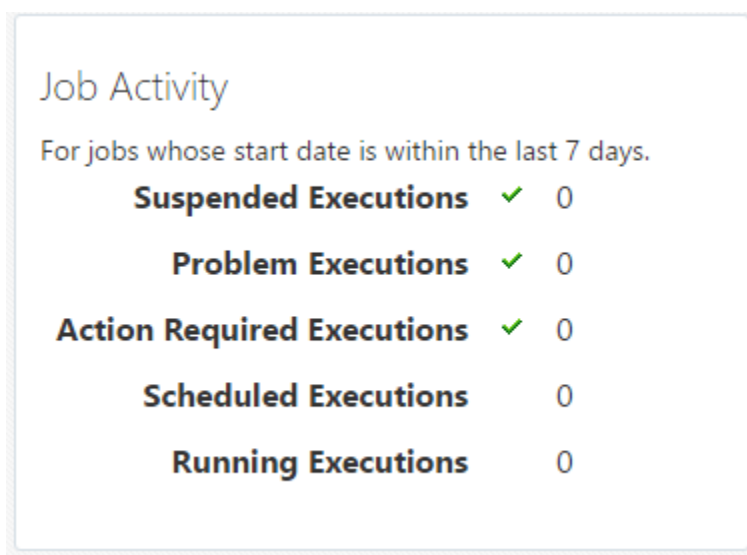 Job Activity
For jobs whose start date is within the last 7 days.
Suspended Executions 0
Problem Executions 0
Action Required Executions 0
Scheduled Executions 0
Running Executions 0